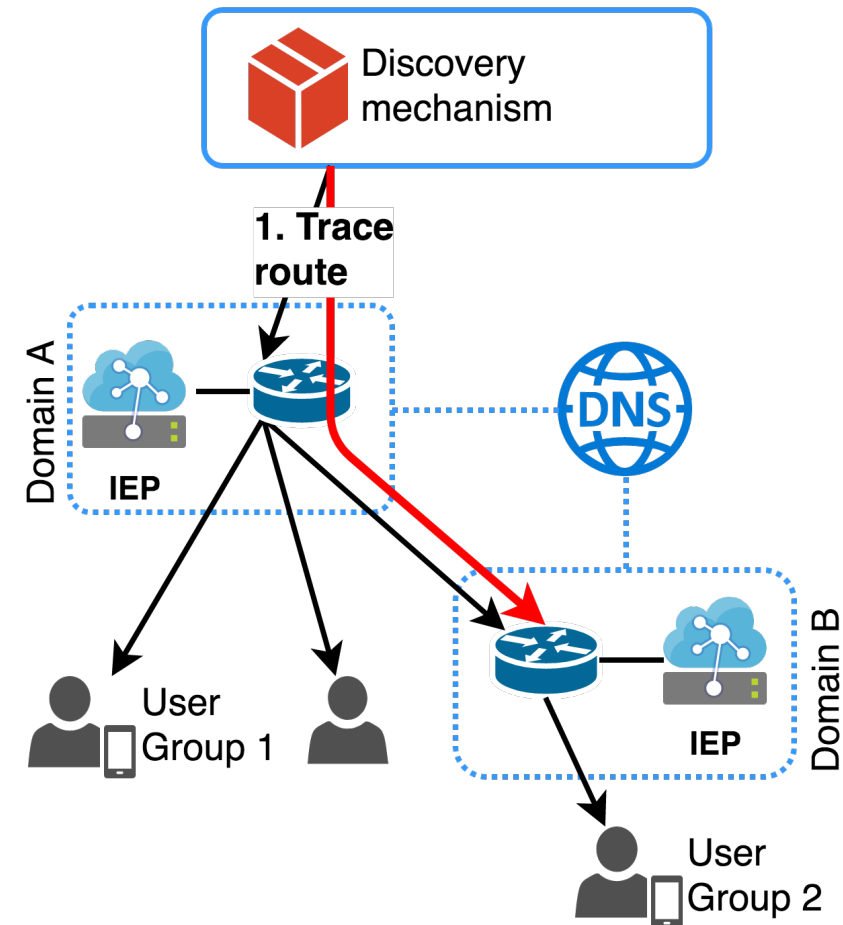 Discovery
mechanism
1. Trace
route
Domain A
IEP
DNS
User
Group 1
Domain B
IEP
User
Group 2